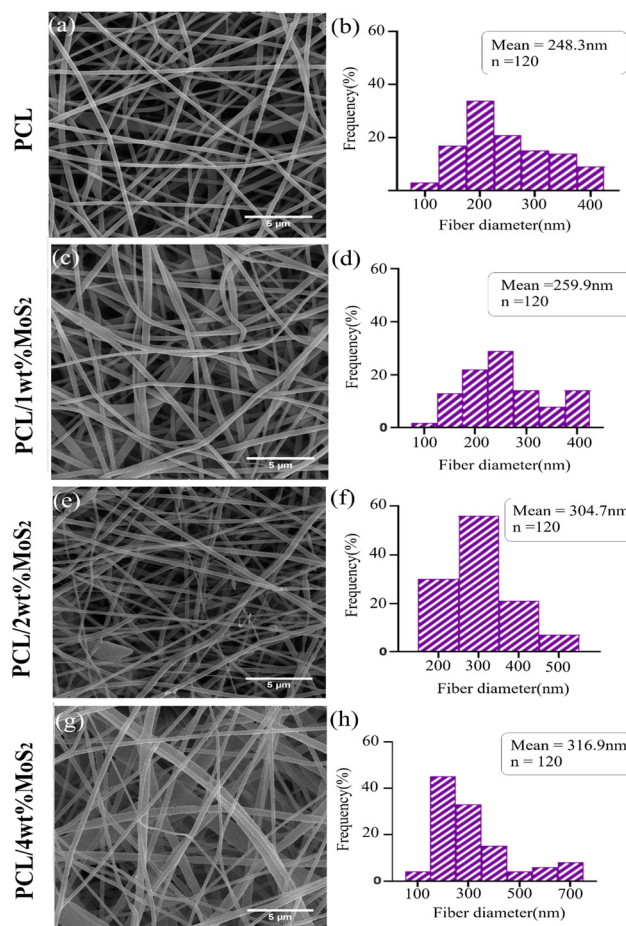 PCL
(a)
5 µm
(b)
Mean = 248.3nm
n =120
Frequency(%)
60
40
20
100 200 300 400
Fiber diameter(nm)
PCL/1wt%MoS₂
(c)
5 µm
(d)
Mean =259.9nm
n =120
Frequency(%)
60
40
20
0
100 200 300 400
Fiber diameter(nm)
PCL/2wt%MoS₂
(e)
5 µm
(f)
Mean = 304.7nm
n =120
Frequency(%)
60
40
20
0
200 300 400 500
Fiber diameter(nm)
PCL/4wt%MoS₂
(g)
5 µm
(h)
Mean = 316.9nm
n = 120
Frequency(%)
60
40
20
0
100 300 500 700
Fiber diameter(nm)